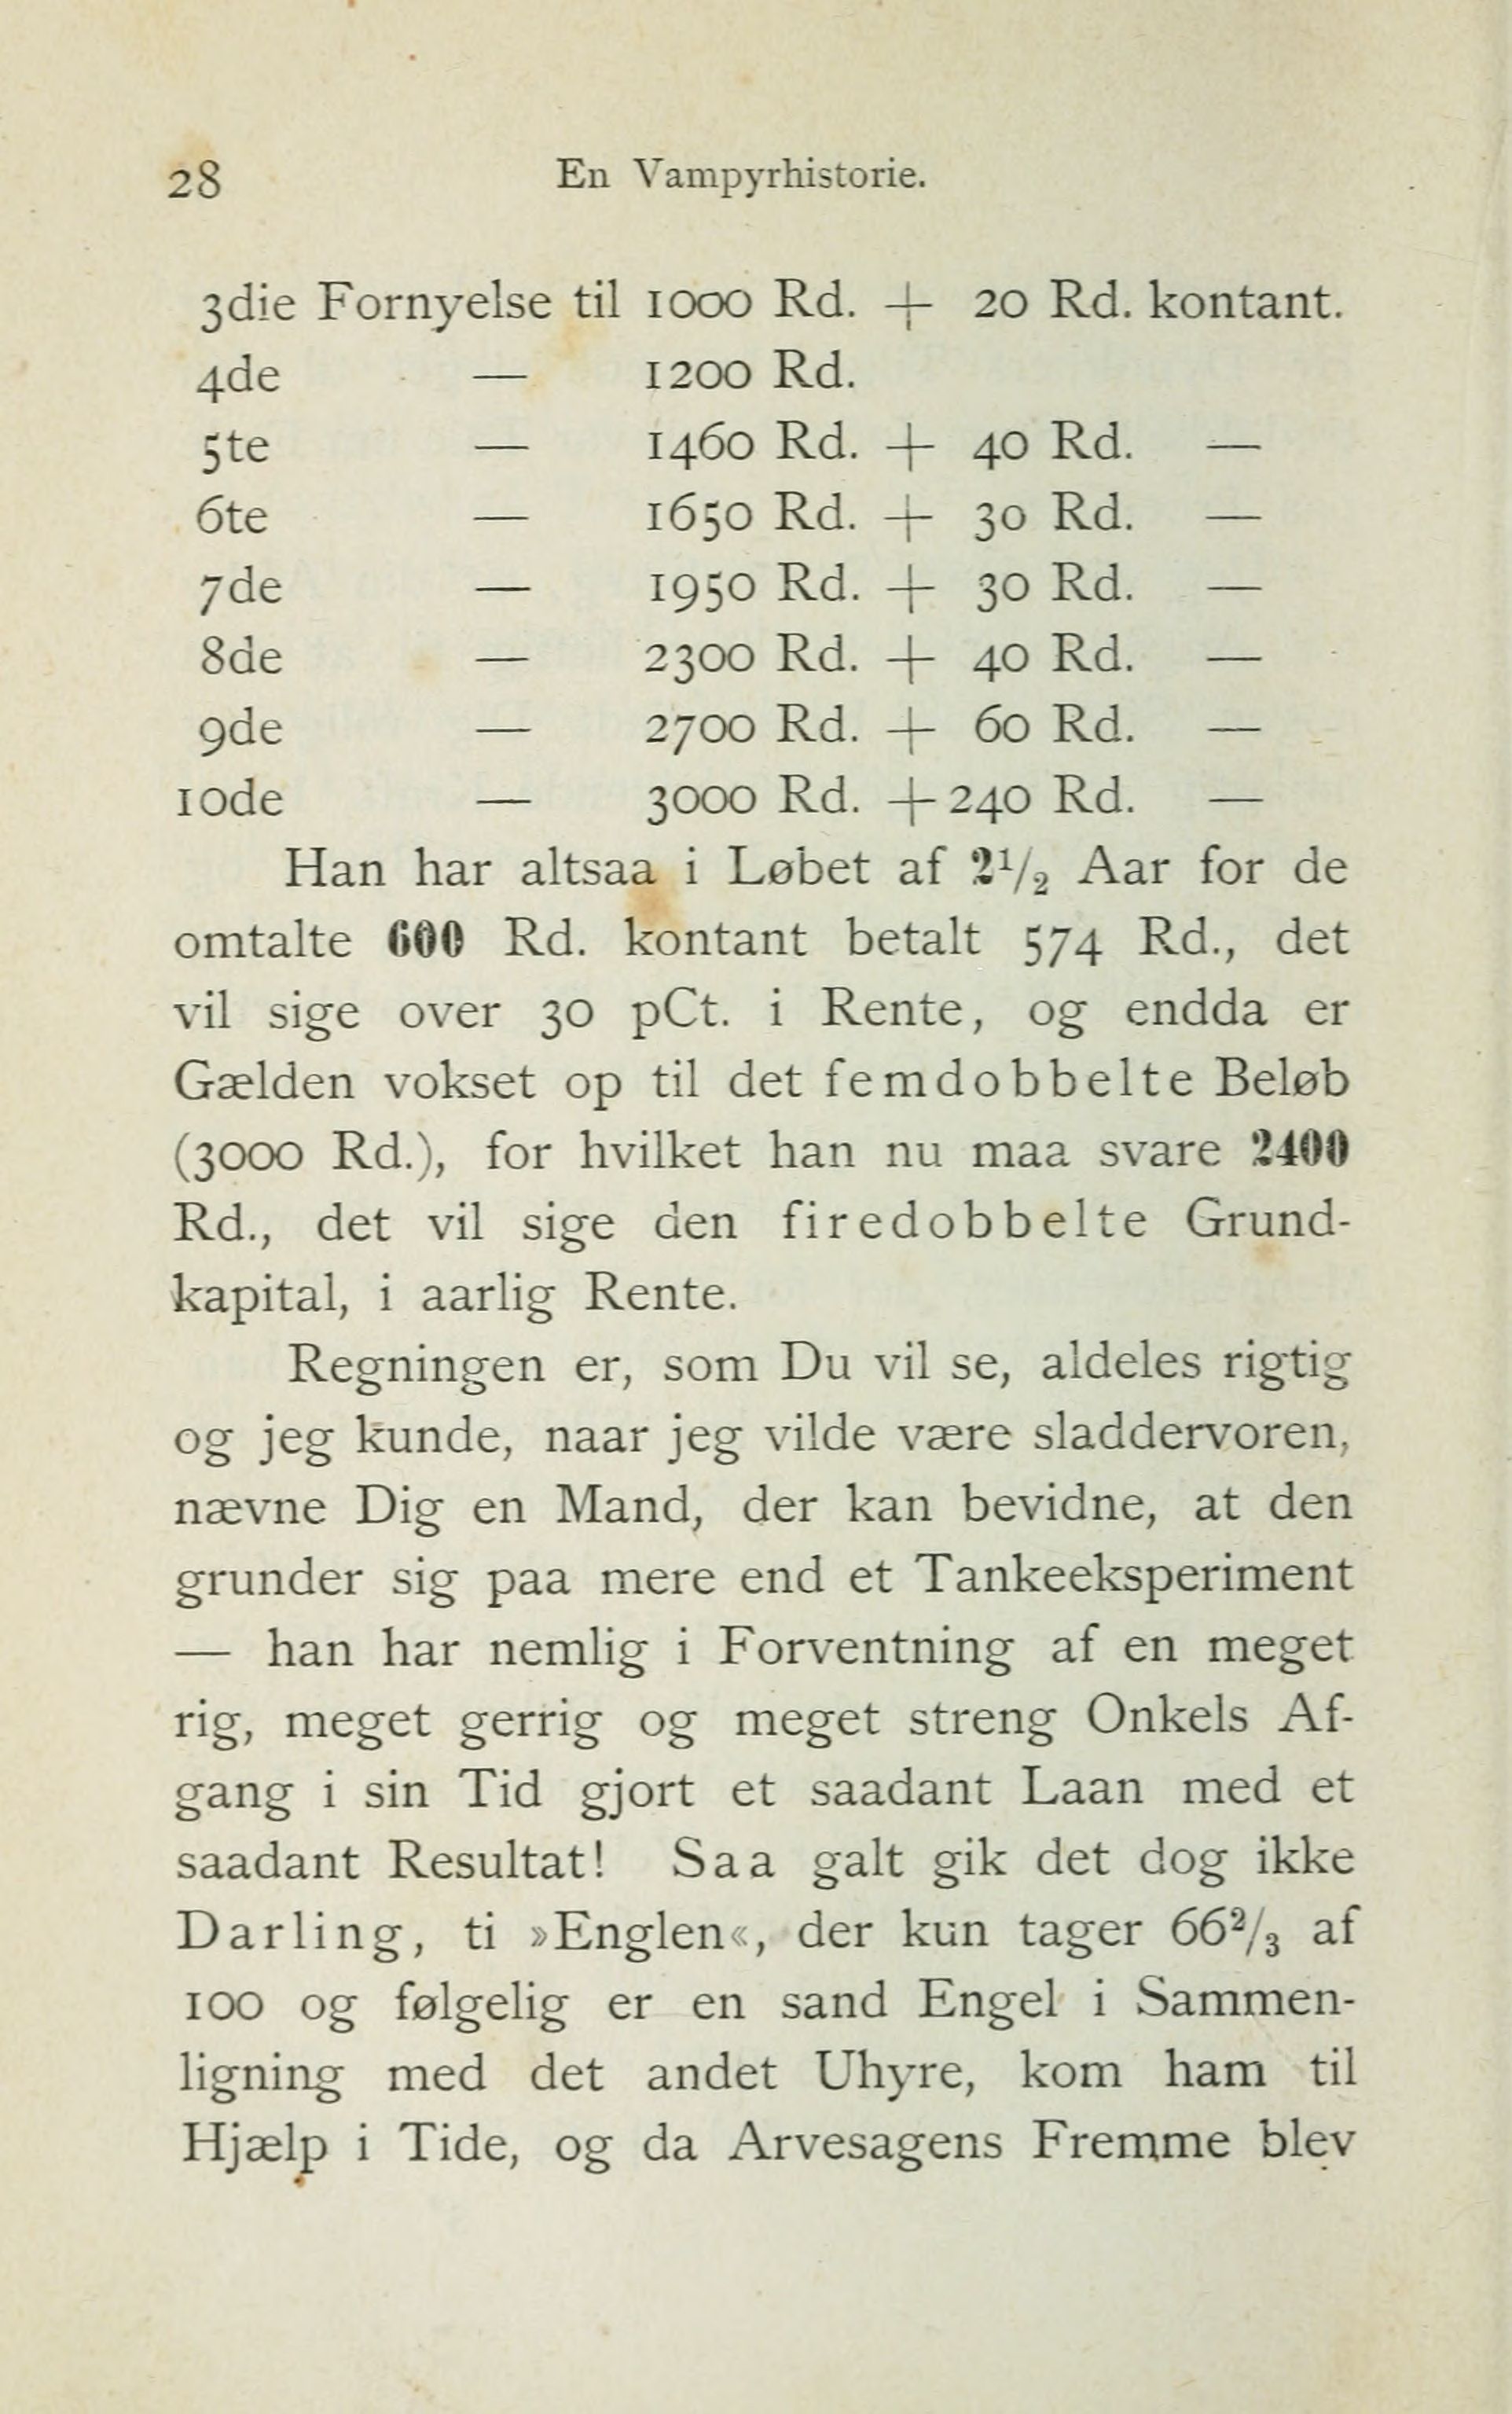 28 En Vampyrhistorie.
3die Fornyelse til 1000 Rd. + 20 Rd. kontant.
4de — 1200 Rd.
5te — 1460 Rd. + 40 Rd. —
6te — 1650 Rd. + 30 Rd. —
7de — 1950 Rd. + 30 Rd. —
8de — 2300 Rd. + 40 Rd. —
9de — 2700 Rd. + 60 Rd. —
10de — 3000 Rd. +240 Rd. —
Han har altsaa i Løbet af 2¹/₂ Aar for de
omtalte 600 Rd. kontant betalt 574 Rd., det
vil sige over 30 pCt. i Rente, og endda er
Gælden vokset op til det femdobbelte Beløb
(3000 Rd.), for hvilket han nu maa svare 2400
Rd., det vil sige den firedobbelte Grund-
kapital, i aarlig Rente.
Regningen er, som Du vil se, aldeles rigtig
og jeg kunde, naar jeg vilde være sladdervoren,
nævne Dig en Mand, der kan bevidne, at den
grunder sig paa mere end et Tankeeksperiment
— han har nemlig i Forventning af en meget
rig, meget gerrig og meget streng Onkels Af-
gang i sin Tid gjort et saadant Laan med et
saadant Resultat! Saa galt gik det dog ikke
Darling, ti »Englen«, der kun tager 66²/₃ af
100 og følgelig er en sand Engel i Sammen-
ligning med det andet Uhyre, kom ham til
Hjælp i Tide, og da Arvesagens Fremme blev